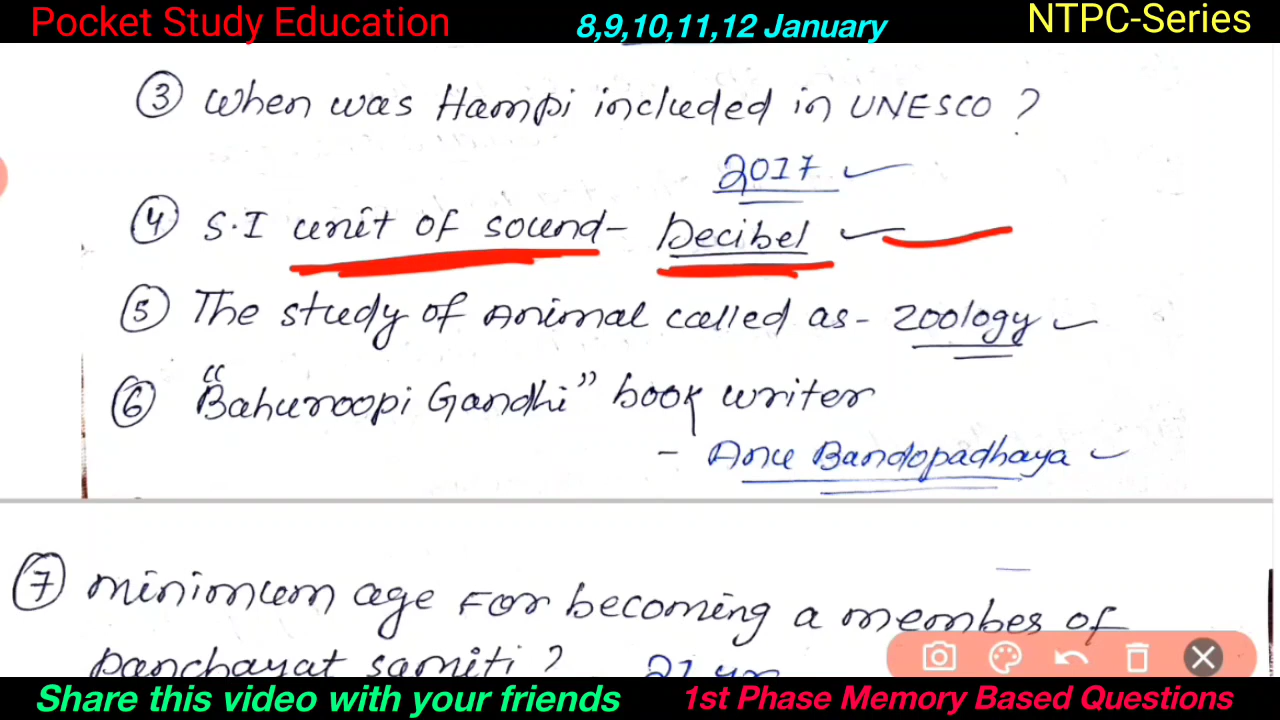 Pocket Study Education 8,9,10,11,12 January NTPC-Series
③ When was Hampi included in UNESCO ?
2017
④ S.I unit of sound- Decibel
⑤ The study of Animal called as - Zoology
⑥ "Bahuroopi Gandhi" book writer
- Anu Bandopadhaya
⑦ minimum age For becoming a member of
panchayat samiti ? 21 yr
Share this video with your friends 1st Phase Memory Based Questions